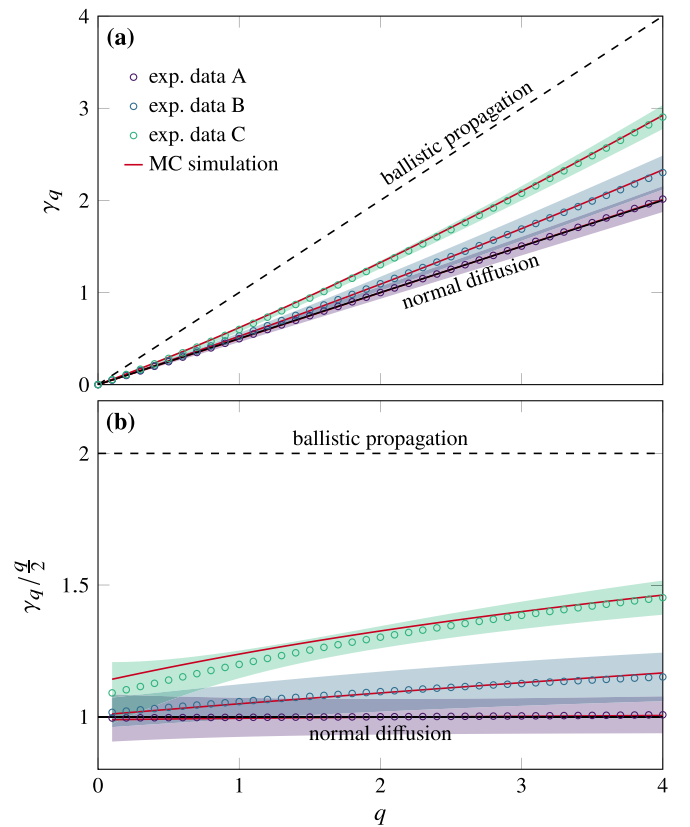 (a)
4
3
2
1
0
γq
exp. data A
exp. data B
exp. data C
MC simulation
ballistic propagation
normal diffusion
(b)
2
1.5
1
γq/q/2
ballistic propagation
normal diffusion
0
1
2
3
4
q